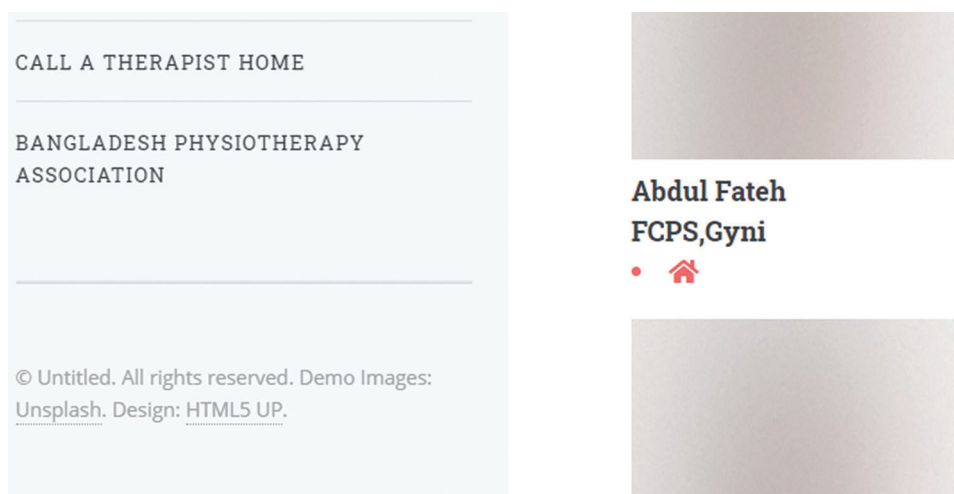 CALL A THERAPIST HOME
BANGLADESH PHYSIOTHERAPY
ASSOCIATION
© Untitled. All rights reserved. Demo Images:
Unsplash. Design: HTML5 UP.
Abdul Fateh
FCPS,Gyni